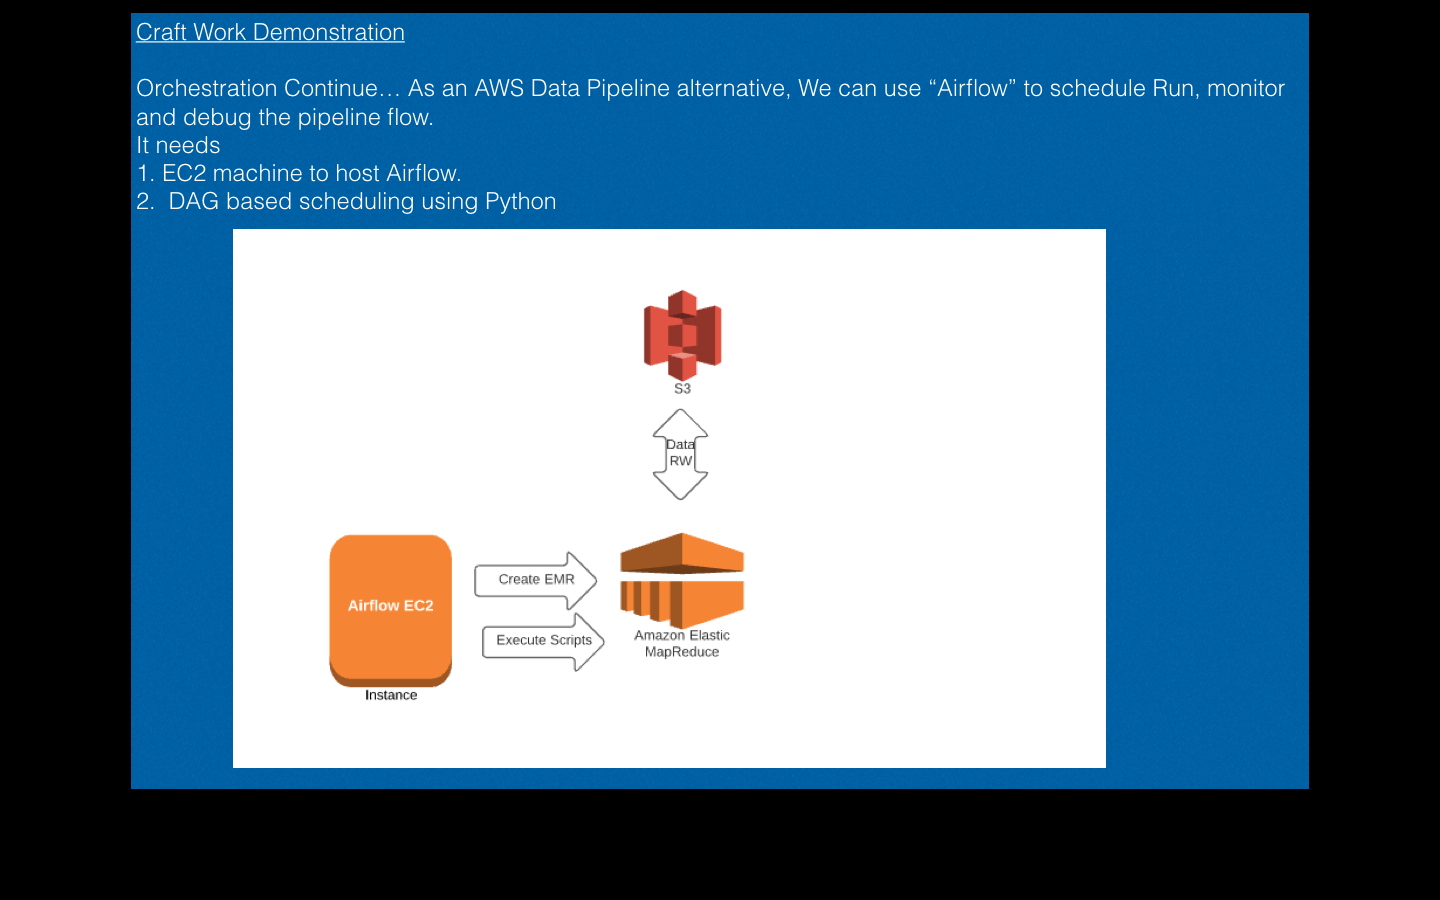 Craft Work Demonstration
Orchestration Continue… As an AWS Data Pipeline alternative, We can use “Airflow” to schedule Run, monitor
and debug the pipeline flow.
It needs
1. EC2 machine to host Airflow.
2.  DAG based scheduling using Python
S3
Data
RW
Create EMR
Airflow EC2
Execute Scripts
Amazon Elastic
MapReduce
Instance